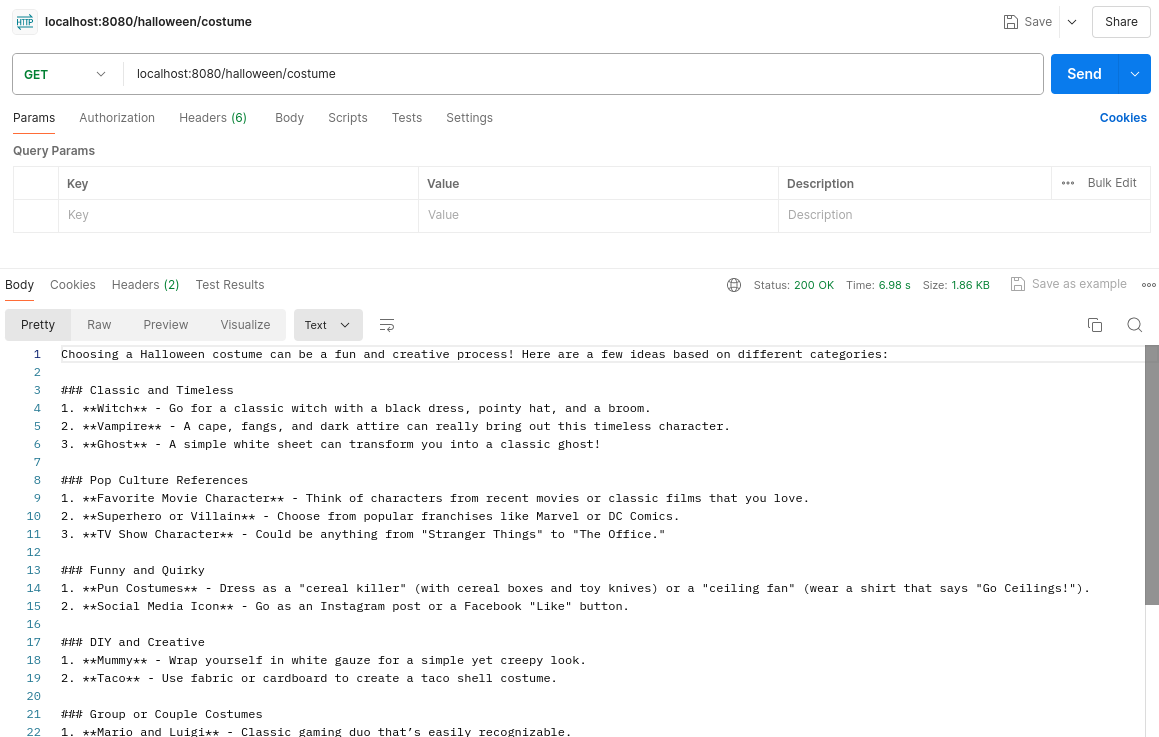 HTTP localhost:8080/halloween/costume Save Share
GET localhost:8080/halloween/costume Send
Params Authorization Headers (6) Body Scripts Tests Settings Cookies
Query Params
Key Value Description ••• Bulk Edit
Key Value Description
Body Cookies Headers (2) Test Results Status: 200 OK Time: 6.98 s Size: 1.86 KB Save as example
Pretty Raw Preview Visualize Text
1 Choosing a Halloween costume can be a fun and creative process! Here are a few ideas based on different categories:
2
3 ### Classic and Timeless
4 1. **Witch** - Go for a classic witch with a black dress, pointy hat, and a broom.
5 2. **Vampire** - A cape, fangs, and dark attire can really bring out this timeless character.
6 3. **Ghost** - A simple white sheet can transform you into a classic ghost!
7
8 ### Pop Culture References
9 1. **Favorite Movie Character** - Think of characters from recent movies or classic films that you love.
10 2. **Superhero or Villain** - Choose from popular franchises like Marvel or DC Comics.
11 3. **TV Show Character** - Could be anything from "Stranger Things" to "The Office."
12
13 ### Funny and Quirky
14 1. **Pun Costumes** - Dress as a "cereal killer" (with cereal boxes and toy knives) or a "ceiling fan" (wear a shirt that says "Go Ceilings!").
15 2. **Social Media Icon** - Go as an Instagram post or a Facebook "Like" button.
16
17 ### DIY and Creative
18 1. **Mummy** - Wrap yourself in white gauze for a simple yet creepy look.
19 2. **Taco** - Use fabric or cardboard to create a taco shell costume.
20
21 ### Group or Couple Costumes
22 1. **Mario and Luigi** - Classic gaming duo that’s easily recognizable.